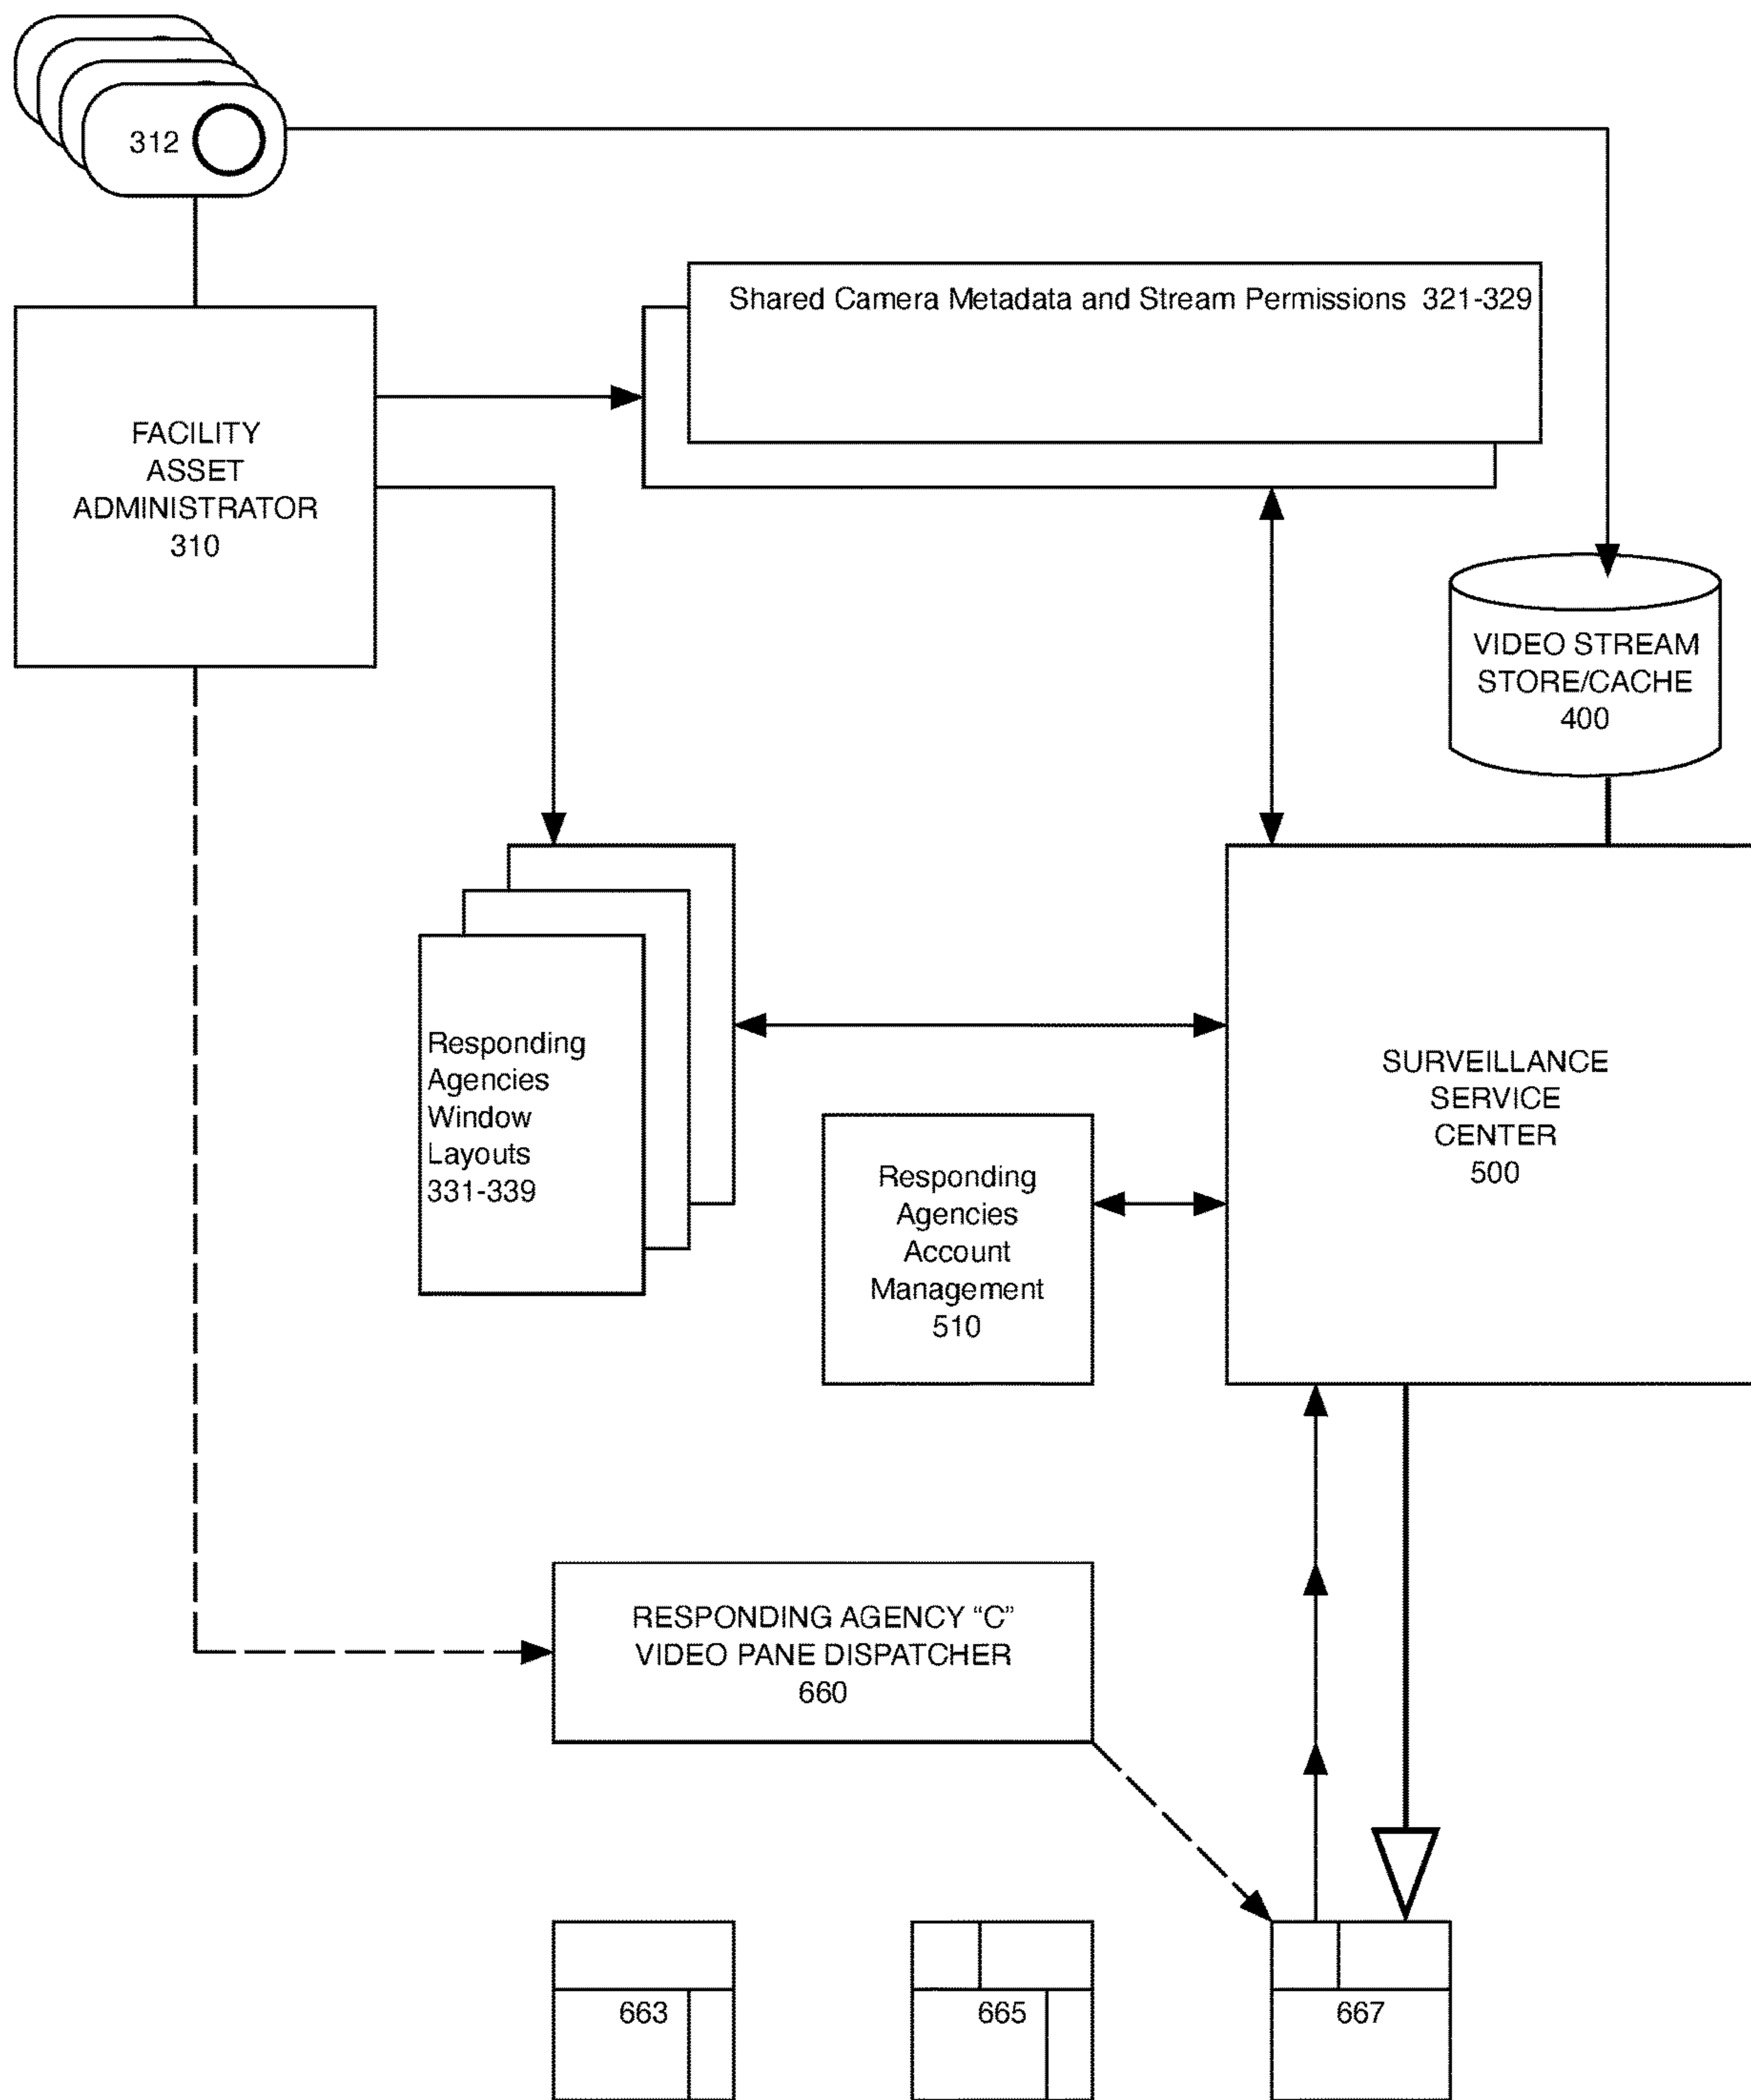 312
Shared Camera Metadata and Stream Permissions 321-329
FACILITY
ASSET
ADMINISTRATOR
310
VIDEO STREAM
STORE/CACHE
400
Responding
Agencies
Window
Layouts
331-339
SURVEILLANCE
SERVICE
CENTER
500
Responding
Agencies
Account
Management
510
RESPONDING AGENCY “C”
VIDEO PANE DISPATCHER
660
663
665
667